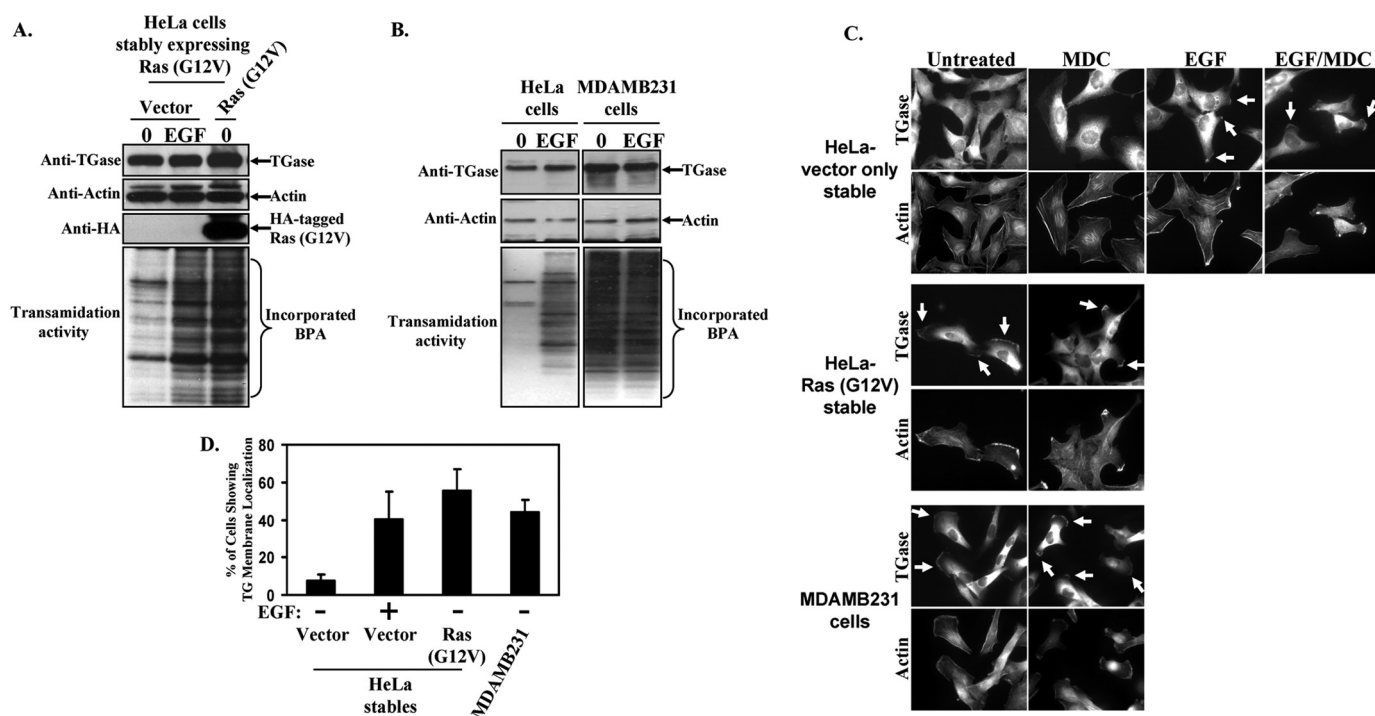 A.
HeLa cells
stably expressing
Ras (G12V)
Vector
Ras (G12V)
0 EGF 0
Anti-TGase
TGase
Anti-Actin
Actin
Anti-HA
HA-tagged
Ras (G12V)
Transamidation
activity
Incorporated
BPA
B.
HeLa
cells
MDAMB231
cells
0 EGF 0 EGF
Anti-TGase
TGase
Anti-Actin
Actin
Transamidation
activity
Incorporated
BPA
C.
Untreated MDC EGF EGF/MDC
HeLa-
vector only
stable
TGase
Actin
HeLa-
Ras (G12V)
stable
TGase
Actin
MDAMB231
cells
TGase
Actin
D.
% of Cells Showing
TG Membrane Localization
80
60
40
20
0
EGF: - + - -
Vector Vector Ras
(G12V)
MDAMB231
HeLa
stables